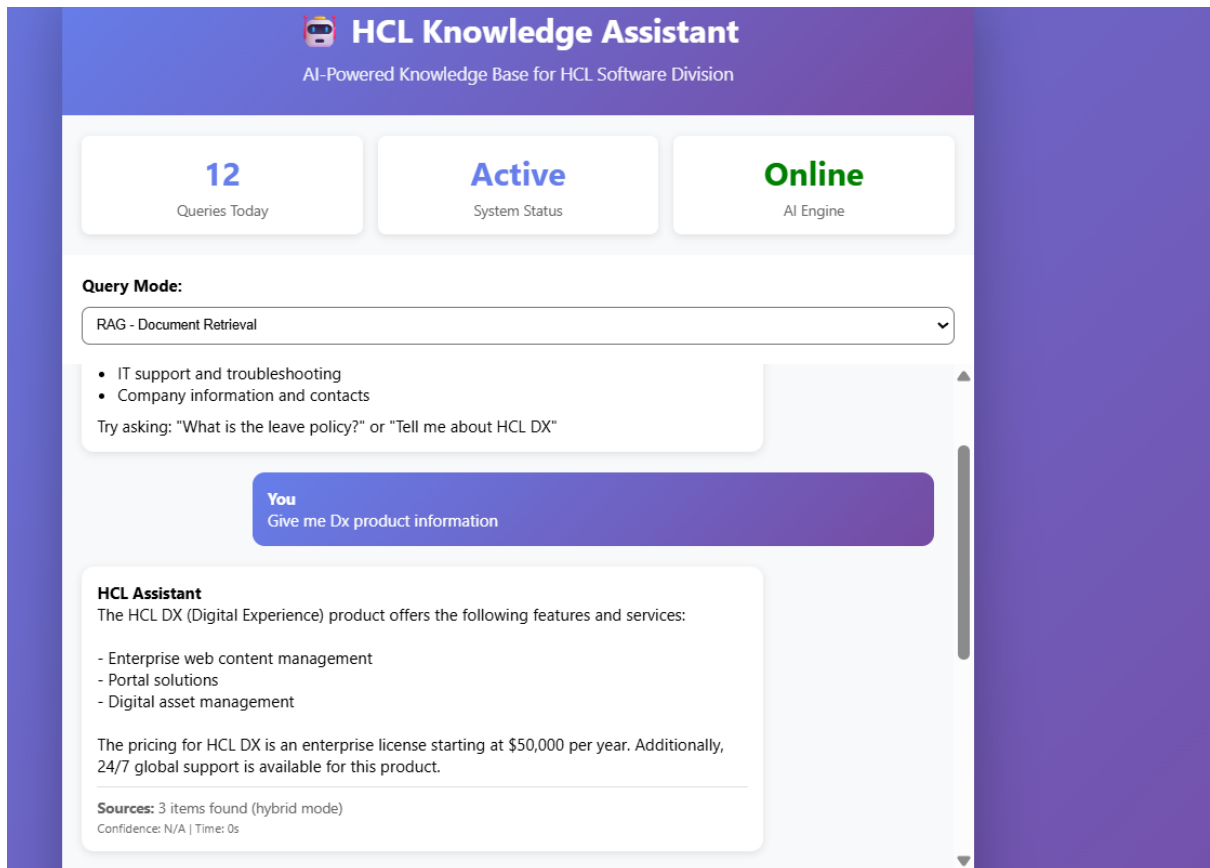 HCL Knowledge Assistant
AI-Powered Knowledge Base for HCL Software Division
12
Queries Today
Active
System Status
Online
AI Engine
Query Mode:
RAG - Document Retrieval
• IT support and troubleshooting
• Company information and contacts
Try asking: "What is the leave policy?" or "Tell me about HCL DX"
You
Give me Dx product information
HCL Assistant
The HCL DX (Digital Experience) product offers the following features and services:
- Enterprise web content management
- Portal solutions
- Digital asset management
The pricing for HCL DX is an enterprise license starting at $50,000 per year. Additionally,
24/7 global support is available for this product.
Sources: 3 items found (hybrid mode)
Confidence: N/A | Time: 0s